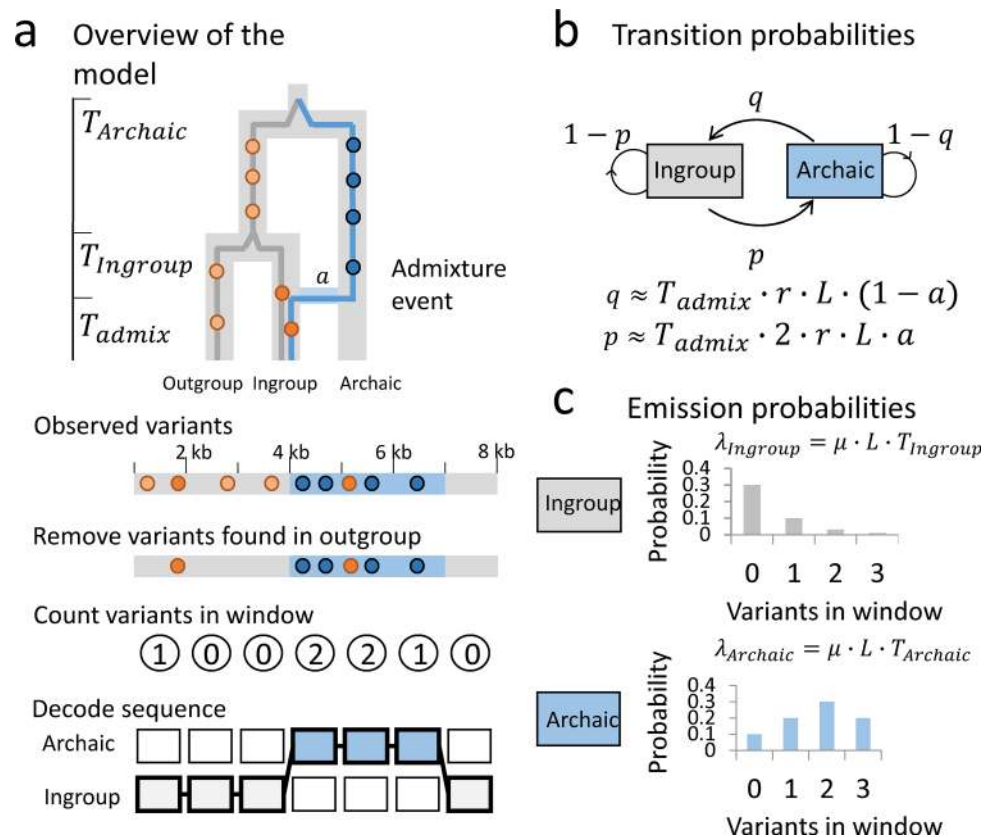 a Overview of the
model
T_Archaic
T_Ingroup
T_admix
a
Admixture
event
Outgroup Ingroup Archaic
Observed variants
2 kb 4 kb 6 kb 8 kb
Remove variants found in outgroup
Count variants in window
1 0 0 2 2 1 0
Decode sequence
Archaic
Ingroup
b Transition probabilities
q
1 − p 1 − q
Ingroup Archaic
p
q ≈ T_admix · r · L · (1 − a)
p ≈ T_admix · 2 · r · L · a
c Emission probabilities
λ_Ingroup = μ · L · T_Ingroup
Ingroup
Probability
0.4
0.3
0.2
0.1
0
0 1 2 3
Variants in window
λ_Archaic = μ · L · T_Archaic
Archaic
Probability
0.4
0.3
0.2
0.1
0
0 1 2 3
Variants in window